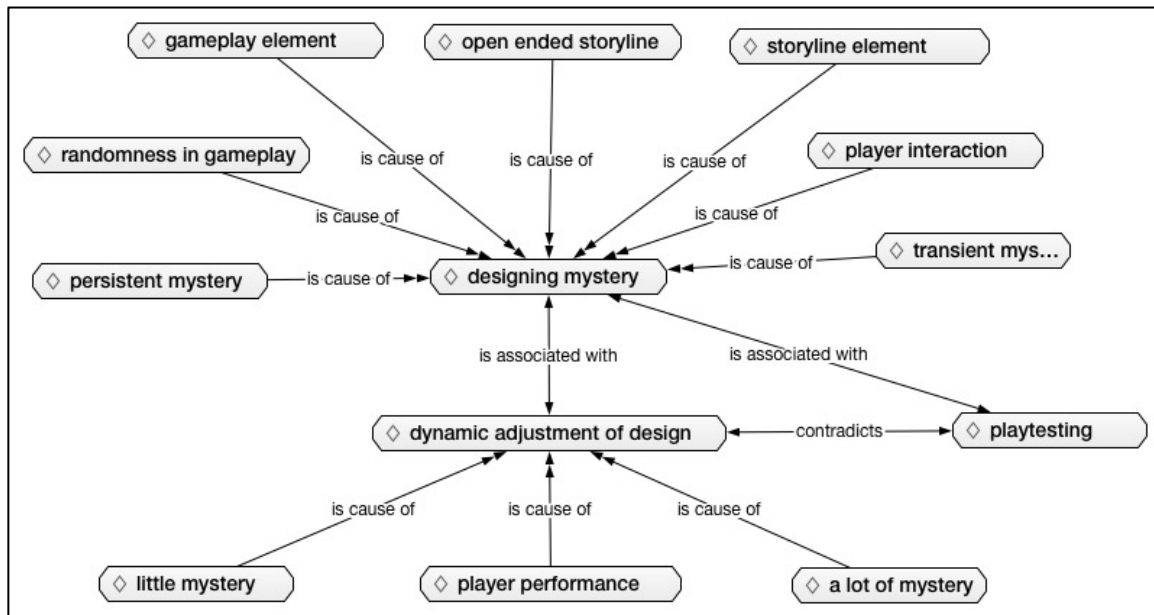 gameplay element
open ended storyline
storyline element
randomness in gameplay
is cause of
is cause of
is cause of
player interaction
is cause of
is cause of
persistent mystery
is cause of
designing mystery
is cause of
transient mys...
is associated with
is associated with
dynamic adjustment of design
contradicts
playtesting
is cause of
is cause of
is cause of
little mystery
player performance
a lot of mystery